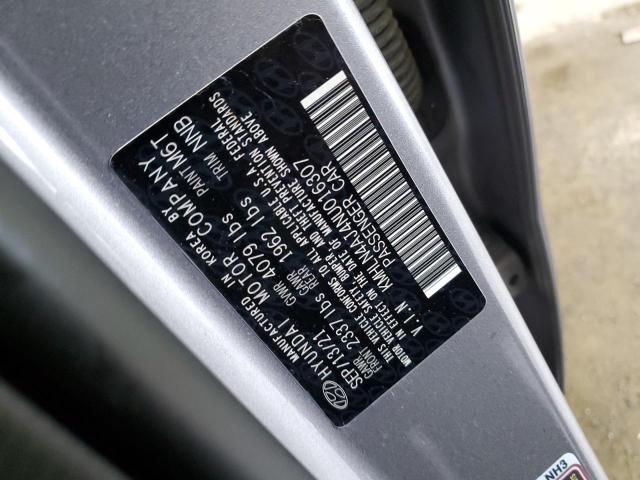 MANUFACTURED IN KOREA BY
HYUNDAI MOTOR COMPANY
SEP/13/21 GVWR 4079 lbs PAINT M6T
GAWR FRONT 2337 lbs GAWR REAR 1962 lbs TRIM NNB
THIS VEHICLE CONFORMS TO ALL APPLICABLE U.S.A. FEDERAL
MOTOR VEHICLE SAFETY BUMPER AND THEFT PREVENTION STANDARDS
IN EFFECT ON THE DATE OF MANUFACTURE SHOWN ABOVE
V.I.N KMHLN4AJ4NU016307
PASSENGER CAR
NH3